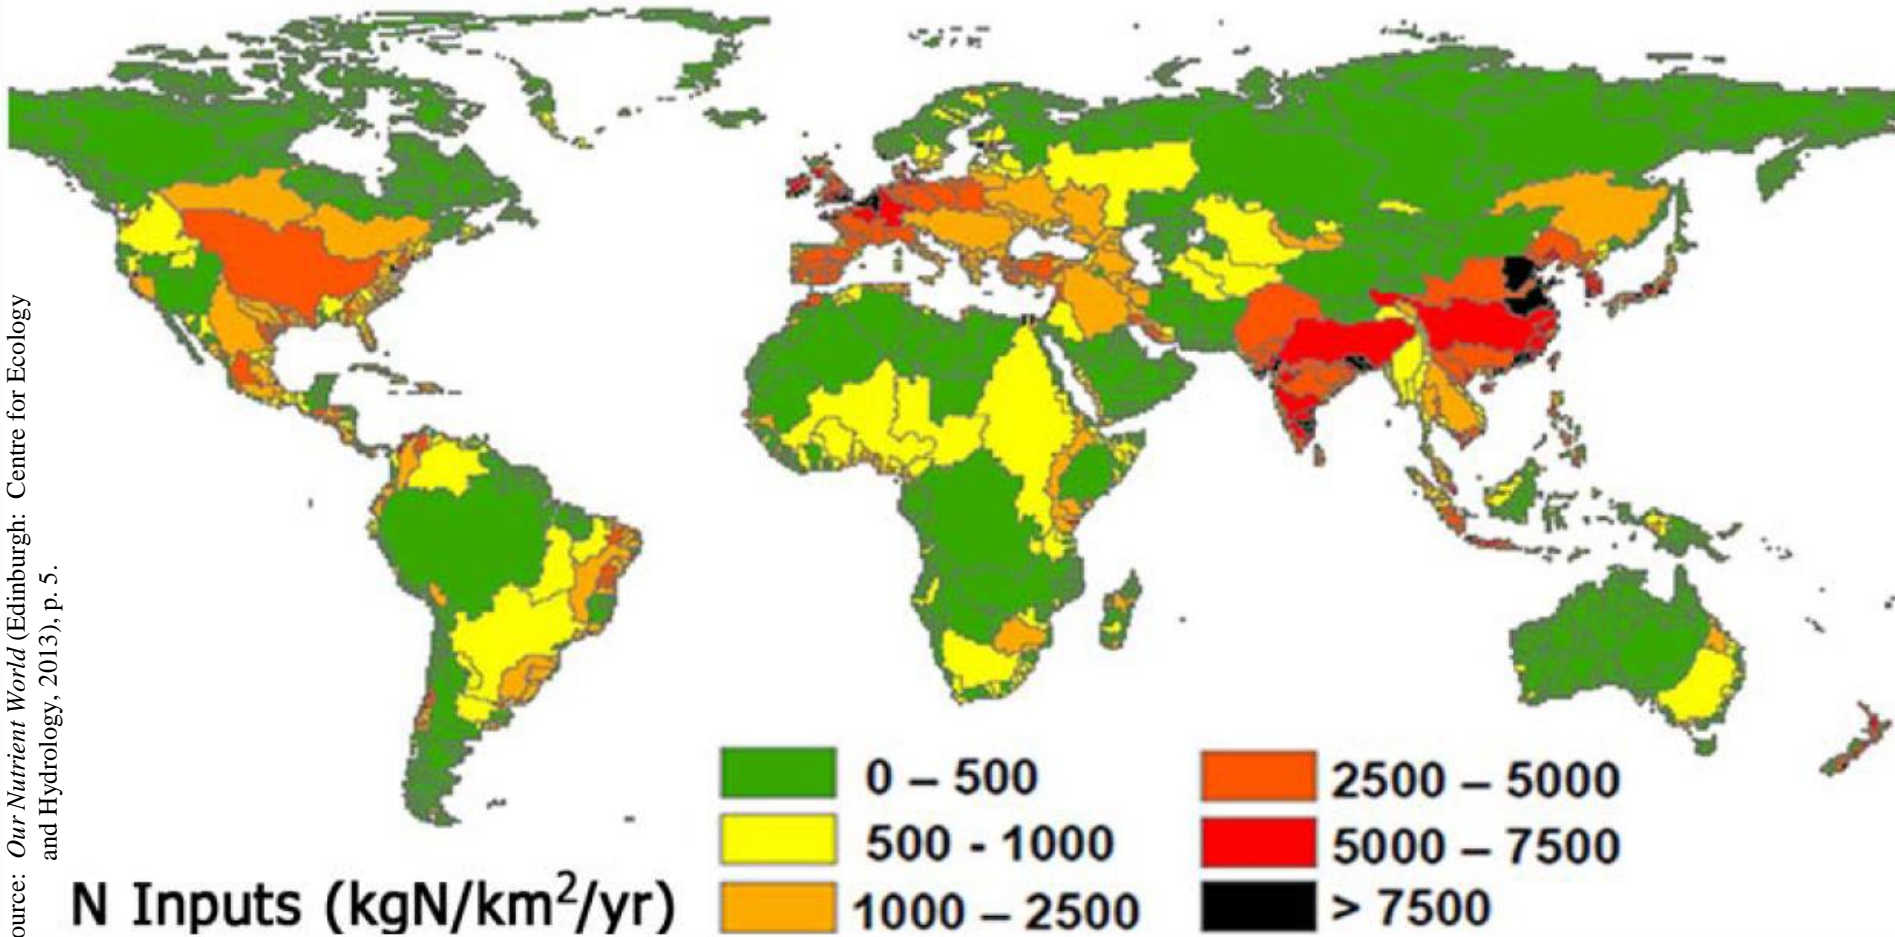 ource: Our Nutrient World (Edinburgh: Centre for Ecology
and Hydrology, 2013), p. 5.
N Inputs (kgN/km²/yr)
0 – 500
500 - 1000
1000 – 2500
2500 – 5000
5000 – 7500
> 7500